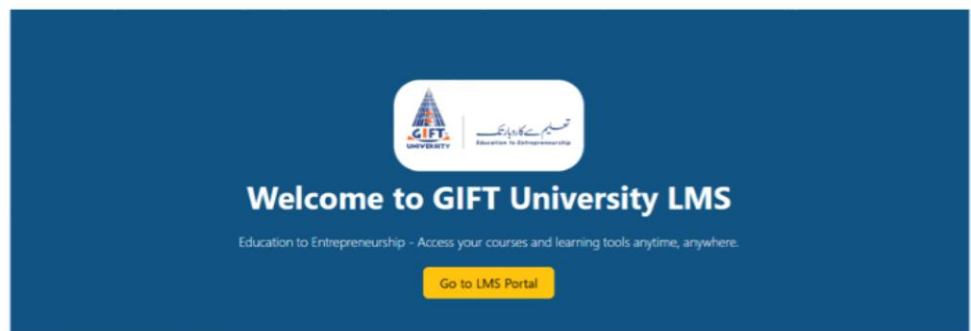 GIFT
UNIVERSITY
تعلیم سے کاروبار تک
Education to Entrepreneurship
Welcome to GIFT University LMS
Education to Entrepreneurship - Access your courses and learning tools anytime, anywhere.
Go to LMS Portal